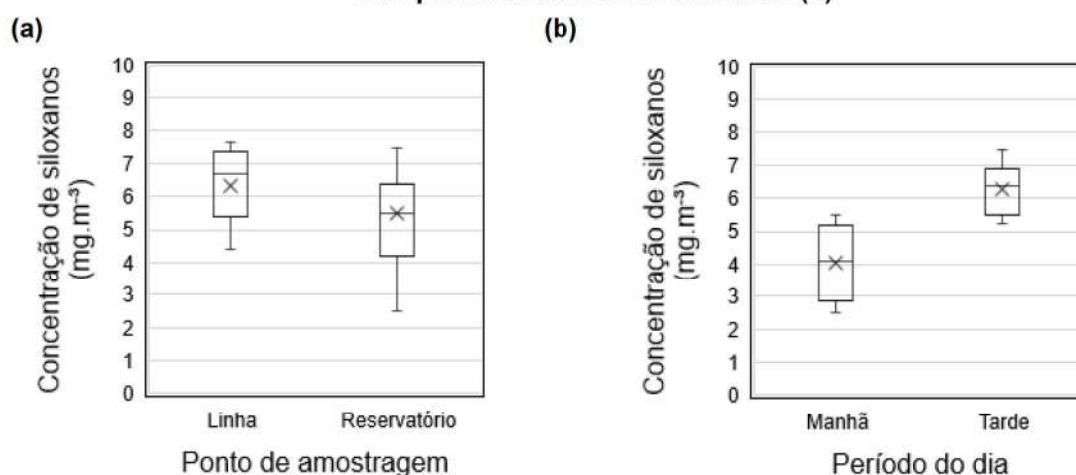 (a)
(b)
Concentração de siloxanos
(mg.m⁻³)
10
9
8
7
6
5
4
3
2
1
0
Linha
Reservatório
Ponto de amostragem
Concentração de siloxanos
(mg.m⁻³)
10
9
8
7
6
5
4
3
2
1
0
Manhã
Tarde
Período do dia